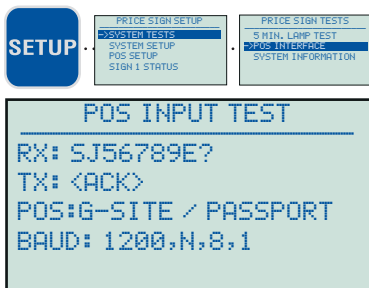 SETUP
PRICE SIGN SETUP
->SYSTEM TESTS
SYSTEM SETUP
POS SETUP
SIGN 1 STATUS
PRICE SIGN TESTS
5 MIN. LAMP TEST
->POS INTERFACE
SYSTEM INFORMATION
POS INPUT TEST
RX: SJ56789E?
TX: <ACK>
POS:G-SITE / PASSPORT
BAUD: 1200,N,8,1